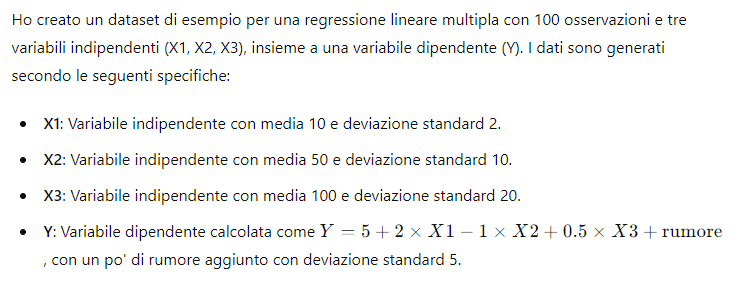 Ho creato un dataset di esempio per una regressione lineare multipla con 100 osservazioni e tre
variabili indipendenti (X1, X2, X3), insieme a una variabile dipendente (Y). I dati sono generati
secondo le seguenti specifiche:
• X1: Variabile indipendente con media 10 e deviazione standard 2.
• X2: Variabile indipendente con media 50 e deviazione standard 10.
• X3: Variabile indipendente con media 100 e deviazione standard 20.
• Y: Variabile dipendente calcolata come Y = 5 + 2 × X1 − 1 × X2 + 0.5 × X3 + rumore
, con un po' di rumore aggiunto con deviazione standard 5.